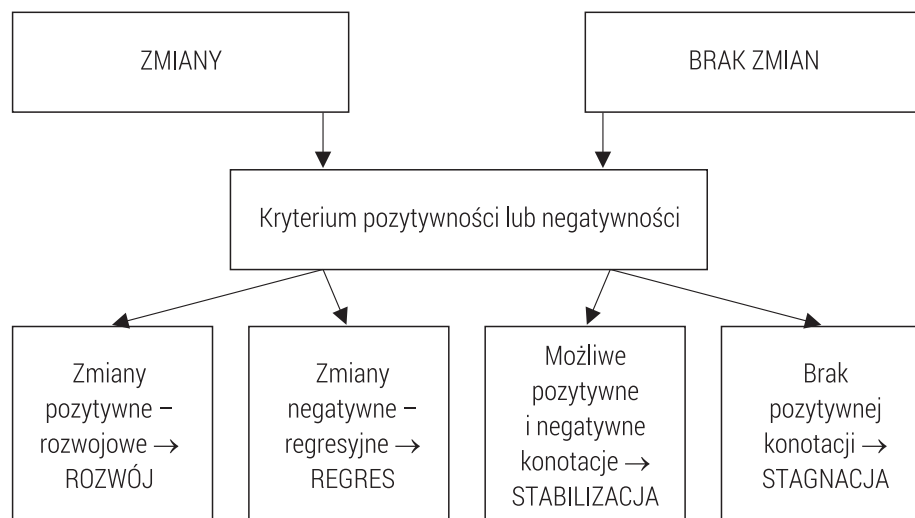 ZMIANY
BRAK ZMIAN
Kryterium pozytywności lub negatywności
Zmiany
pozytywne –
rozwojowe →
ROZWÓJ
Zmiany
negatywne –
regresyjne →
REGRES
Możliwe
pozytywne
i negatywne
konotacje →
STABILIZACJA
Brak
pozytywnej
konotacji →
STAGNACJA